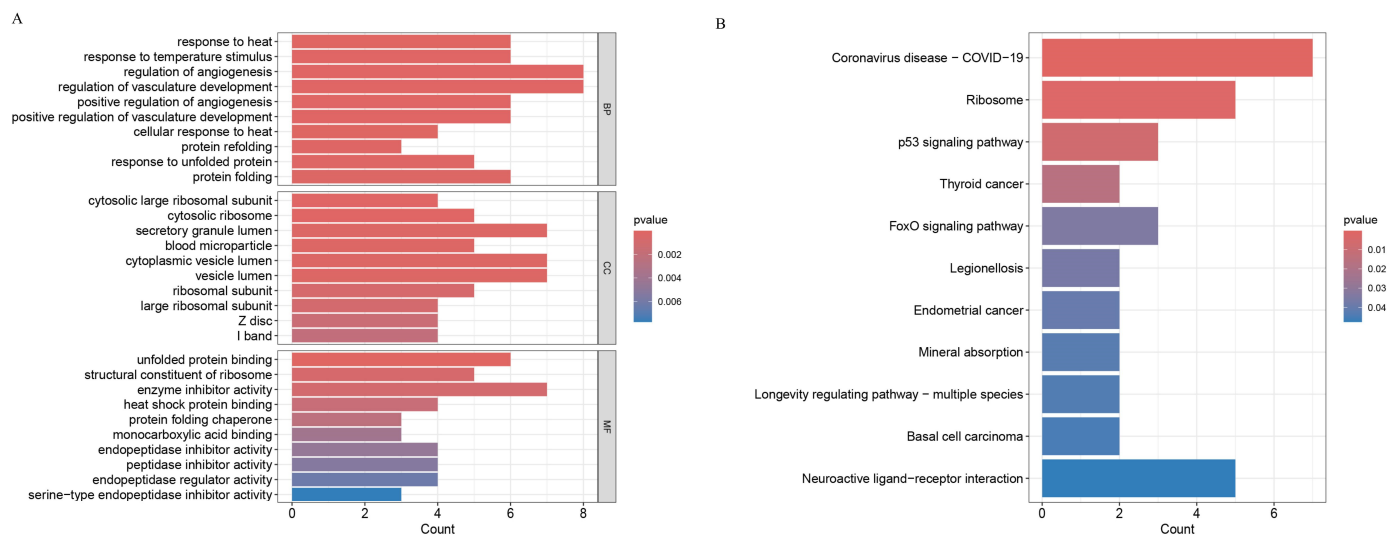 A
response to heat
response to temperature stimulus
regulation of angiogenesis
regulation of vasculature development
positive regulation of angiogenesis
positive regulation of vasculature development
cellular response to heat
protein refolding
response to unfolded protein
protein folding
BP
cytosolic large ribosomal subunit
cytosolic ribosome
secretory granule lumen
blood microparticle
cytoplasmic vesicle lumen
vesicle lumen
ribosomal subunit
large ribosomal subunit
Z disc
I band
CC
unfolded protein binding
structural constituent of ribosome
enzyme inhibitor activity
heat shock protein binding
protein folding chaperone
monocarboxylic acid binding
endopeptidase inhibitor activity
peptidase inhibitor activity
endopeptidase regulator activity
serine−type endopeptidase inhibitor activity
MF
0 2 4 6 8
Count
pvalue
0.002
0.004
0.006
B
Coronavirus disease − COVID−19
Ribosome
p53 signaling pathway
Thyroid cancer
FoxO signaling pathway
Legionellosis
Endometrial cancer
Mineral absorption
Longevity regulating pathway − multiple species
Basal cell carcinoma
Neuroactive ligand−receptor interaction
0 2 4 6
Count
pvalue
0.01
0.02
0.03
0.04